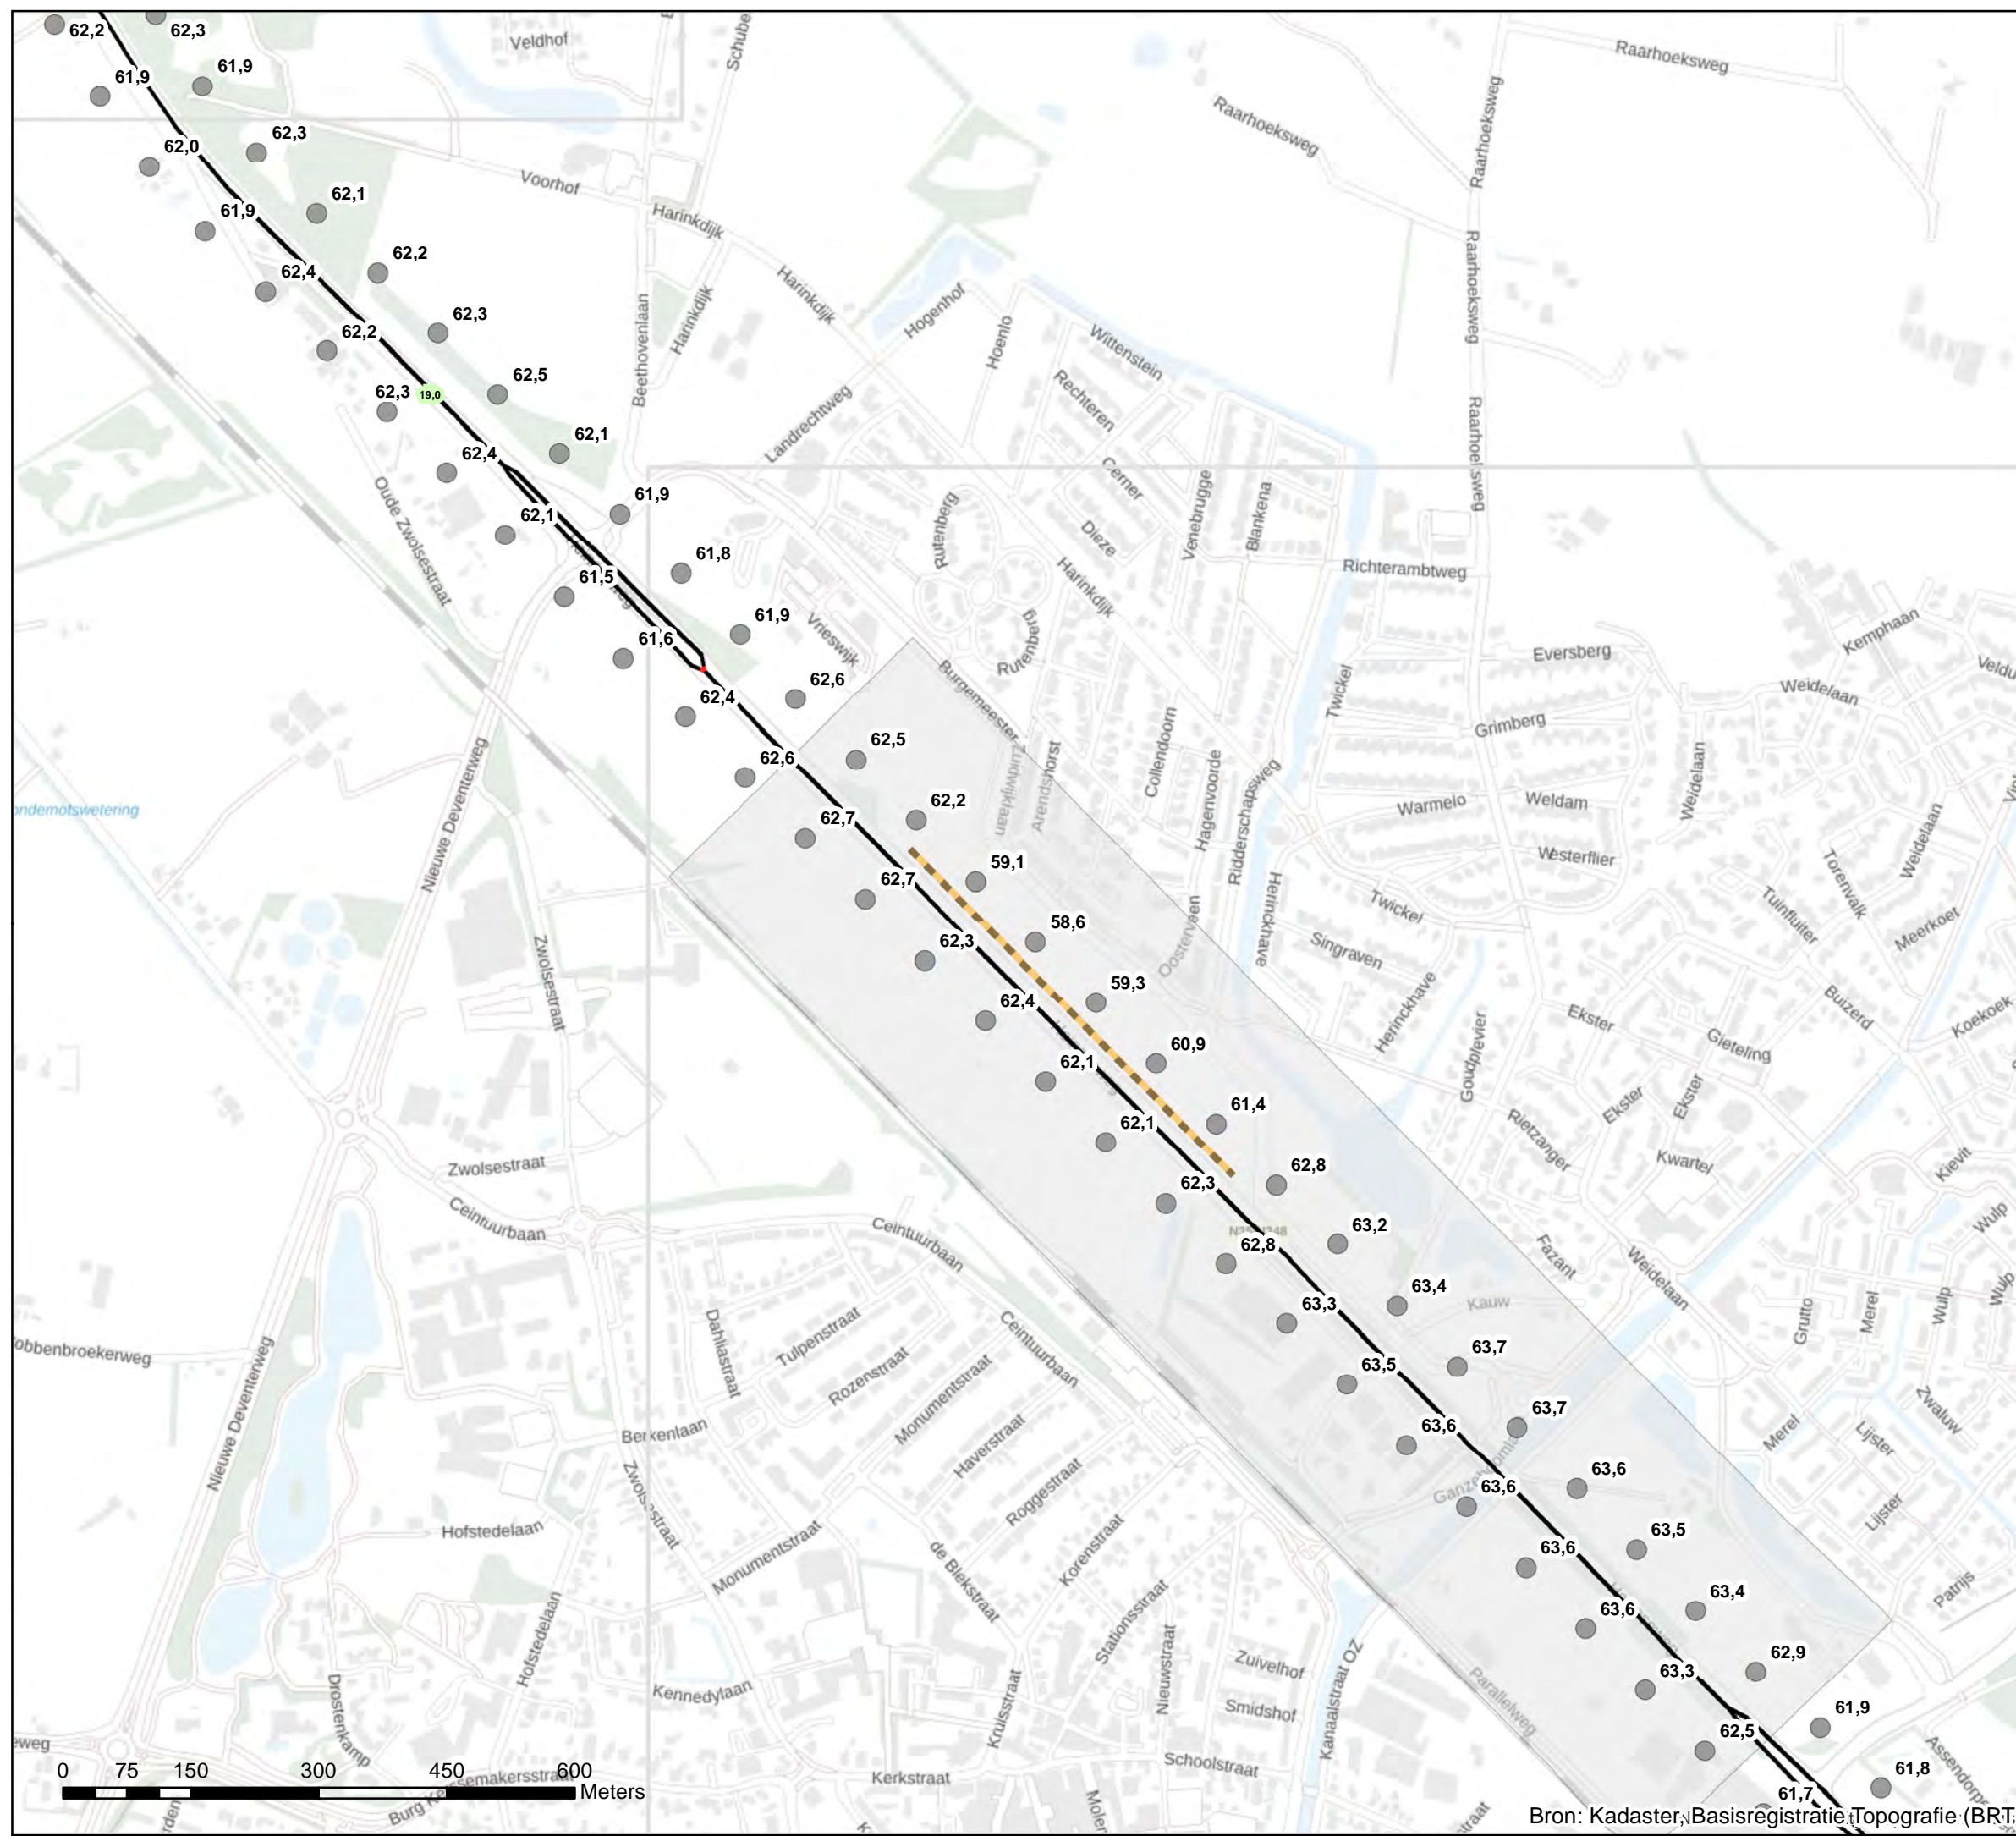 62,2
62,3
61,9
61,9
62,0
62,3
61,9
62,1
62,4
62,2
62,2
62,3
62,3
19,0
62,5
62,4
62,1
62,1
61,9
61,5
61,8
61,6
61,9
62,4
62,6
62,6
62,5
62,7
62,2
62,7
59,1
62,3
58,6
62,4
59,3
62,1
60,9
62,1
61,4
62,3
62,8
62,8
63,2
63,3
63,4
63,5
63,7
63,6
63,7
63,6
63,6
63,6
63,5
63,6
63,4
63,3
62,9
62,5
61,9
61,7
61,8
Veldhof
Voorhof
Harinkdijk
Harinkdijk
Harinkdijk
Harinkdijk
Beethovenlaan
Raarhoeksweg
Raarhoeksweg
Raarhoeksweg
Raarhoeksweg
Hogenhof
Hoenlo
Wittenstein
Rechteren
Landrechtweg
Cerner
Dieze
Venebrugge
Blankena
Rutenberg
Rutenberg
Richterambtweg
Oude Zwolsestraat
Vrieswijk
Burgemeester
Zuidwijklaan
Arendshorst
Collendoorn
Hagenvoorde
Ridderschapsweg
Twickel
Eversberg
Grimberg
Kemphaan
Weidelaan
Weidelaan
Weidelaan
Warmelo
Weldam
Westerflier
Twickel
Singraven
Herinckhave
Herinckhave
Oosterveen
Torenvalk
Tuinfluiter
Meerkoet
Buizerd
Koekoek
Ekster
Ekster
Ekster
Gieteling
Goudplevier
Rietzanger
Kwartel
Kievit
Wulp
Wulp
Wulp
Fazant
Weidelaan
Kauw
Grutto
Merel
Merel
Zwaluw
Lijster
Lijster
Patrijs
ondemotswetering
Nieuwe Deventerweg
Nieuwe Deventerweg
Zwolsestraat
Zwolsestraat
Zwolsestraat
Ceintuurbaan
Ceintuurbaan
Ceintuurbaan
obbenbroekerweg
Dahliastraat
Tulpenstraat
Rozenstraat
Monumentstraat
Monumentstraat
Berkenlaan
Haverstraat
Roggestraat
Korenstraat
Hofstedelaan
Hofstedelaan
de Blekstraat
Stationsstraat
Nieuwstraat
Zuivelhof
Smidshof
Kanaalstraat OZ
Parallelweg
Drostenkamp
Kennedylaan
Kruisstraat
Schoolstraat
Kerkstraat
eweg
0 75 150 300 450 600
Meters
Bron: Kadaster, Basisregistratie Topografie (BRT